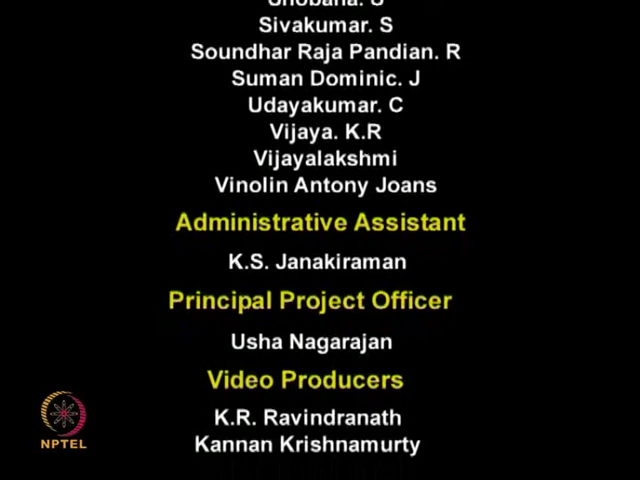 Shobana. S
Sivakumar. S
Soundhar Raja Pandian. R
Suman Dominic. J
Udayakumar. C
Vijaya. K.R
Vijayalakshmi
Vinolin Antony Joans
Administrative Assistant
K.S. Janakiraman
Principal Project Officer
Usha Nagarajan
Video Producers
K.R. Ravindranath
Kannan Krishnamurty
NPTEL